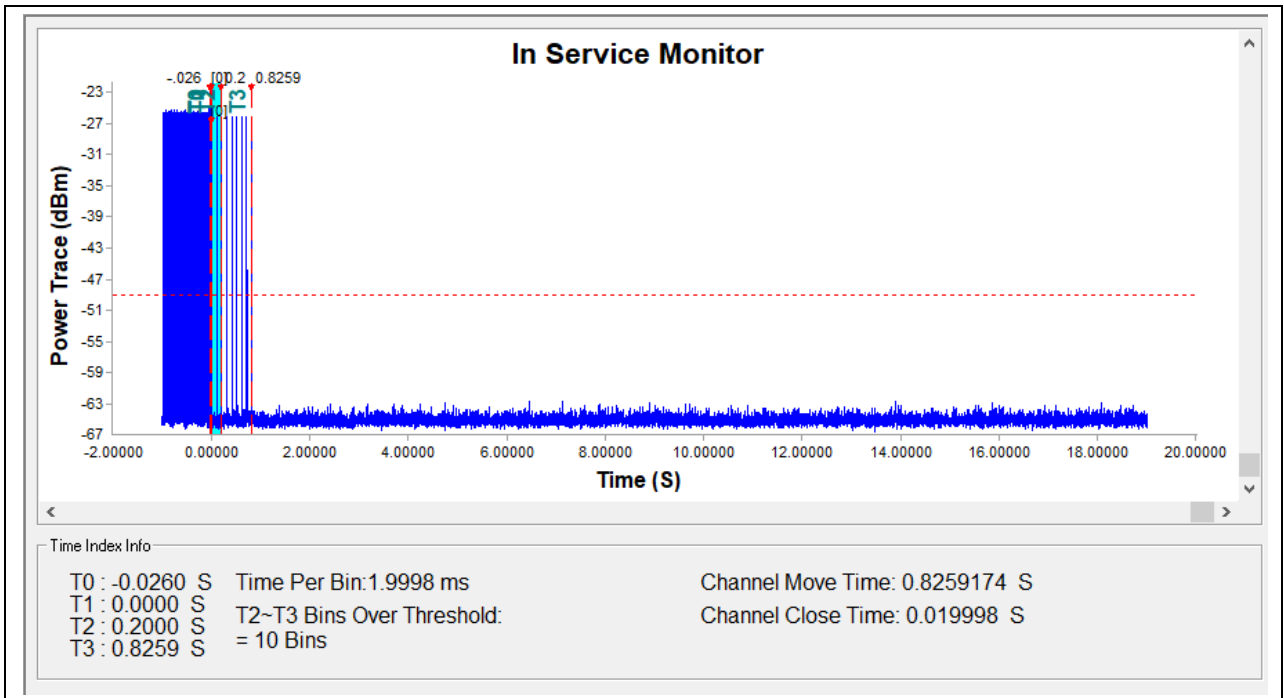 In Service Monitor
-.026 [0] 0.2 0.8259
T3
[0]
Power Trace (dBm)
-23
-27
-31
-35
-39
-43
-47
-51
-55
-59
-63
-67
-2.00000 0.00000 2.00000 4.00000 6.00000 8.00000 10.00000 12.00000 14.00000 16.00000 18.00000 20.00000
Time (S)
Time Index Info
T0 : -0.0260 S
T1 : 0.0000 S
T2 : 0.2000 S
T3 : 0.8259 S
Time Per Bin:1.9998 ms
T2~T3 Bins Over Threshold:
= 10 Bins
Channel Move Time: 0.8259174 S
Channel Close Time: 0.019998 S